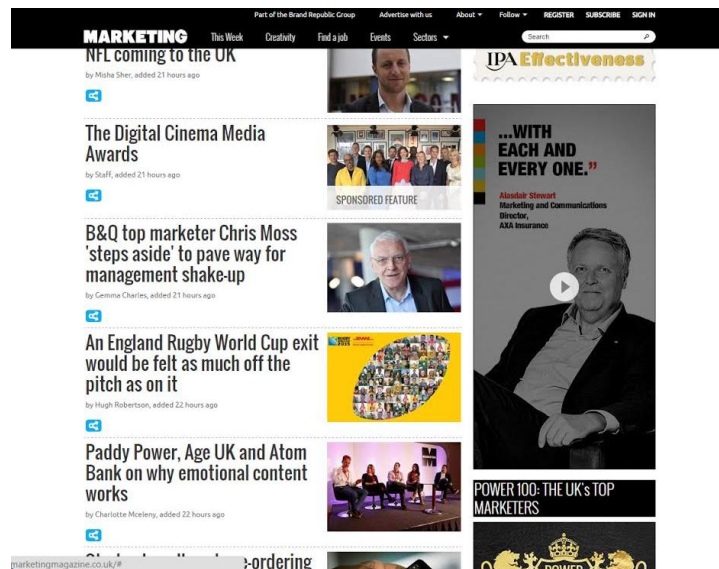 Part of the Brand Republic Group Advertise with us About Follow REGISTER SUBSCRIBE SIGN IN
MARKETING This Week Creativity Find a job Events Sectors Search
NFL coming to the UK
by Misha Sher, added 21 hours ago
The Digital Cinema Media
Awards
by Staff, added 21 hours ago
SPONSORED FEATURE
B&Q top marketer Chris Moss
'steps aside' to pave way for
management shake-up
by Gemma Charles, added 21 hours ago
An England Rugby World Cup exit
would be felt as much off the
pitch as on it
by Hugh Robertson, added 22 hours ago
Paddy Power, Age UK and Atom
Bank on why emotional content
works
by Charlotte Mceleny, added 22 hours ago
-ordering
marketingmagazine.co.uk/#
IPA Effectiveness
...WITH
EACH AND
EVERY ONE.”
Alasdair Stewart
Marketing and Communications
Director,
AXA Insurance
POWER 100: THE UK's TOP
MARKETERS
POWER